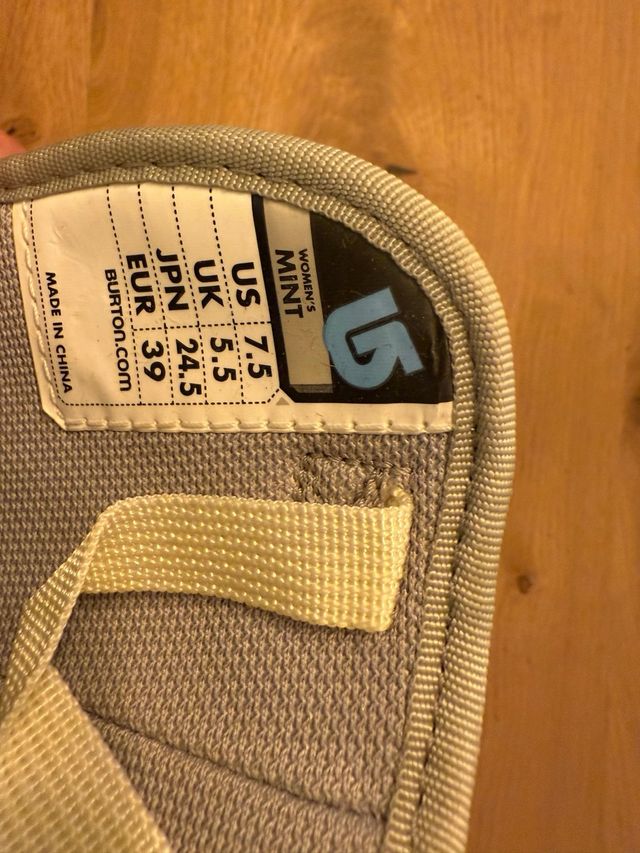 WOMEN'S
MINT
US 7.5
UK 5.5
JPN 24.5
EUR 39
BURTON.COM
MADE IN CHINA